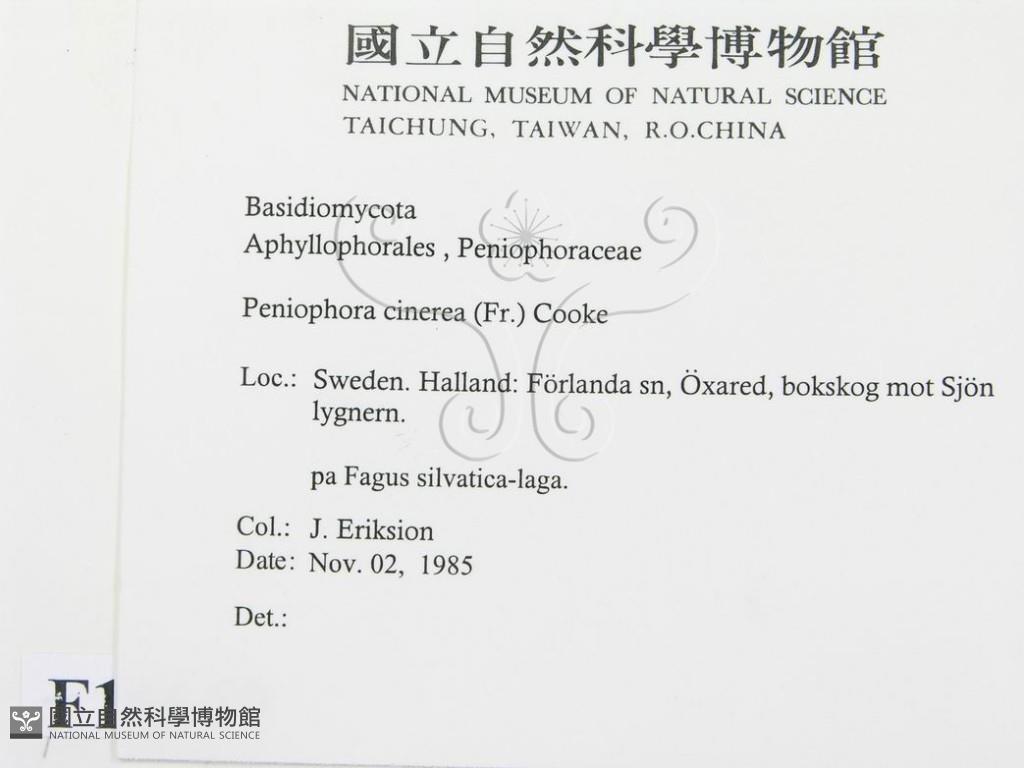 國立自然科學博物館
NATIONAL MUSEUM OF NATURAL SCIENCE
TAICHUNG, TAIWAN, R.O.CHINA
Basidiomycota
Aphyllophorales , Peniophoraceae
Peniophora cinerea (Fr.) Cooke
Loc.: Sweden. Halland: Förlanda sn, Öxared, bokskog mot Sjön
lygnern.
pa Fagus silvatica-laga.
Col.: J. Eriksion
Date: Nov. 02, 1985
Det.:
F1
國立自然科學博物館
NATIONAL MUSEUM OF NATURAL SCIENCE